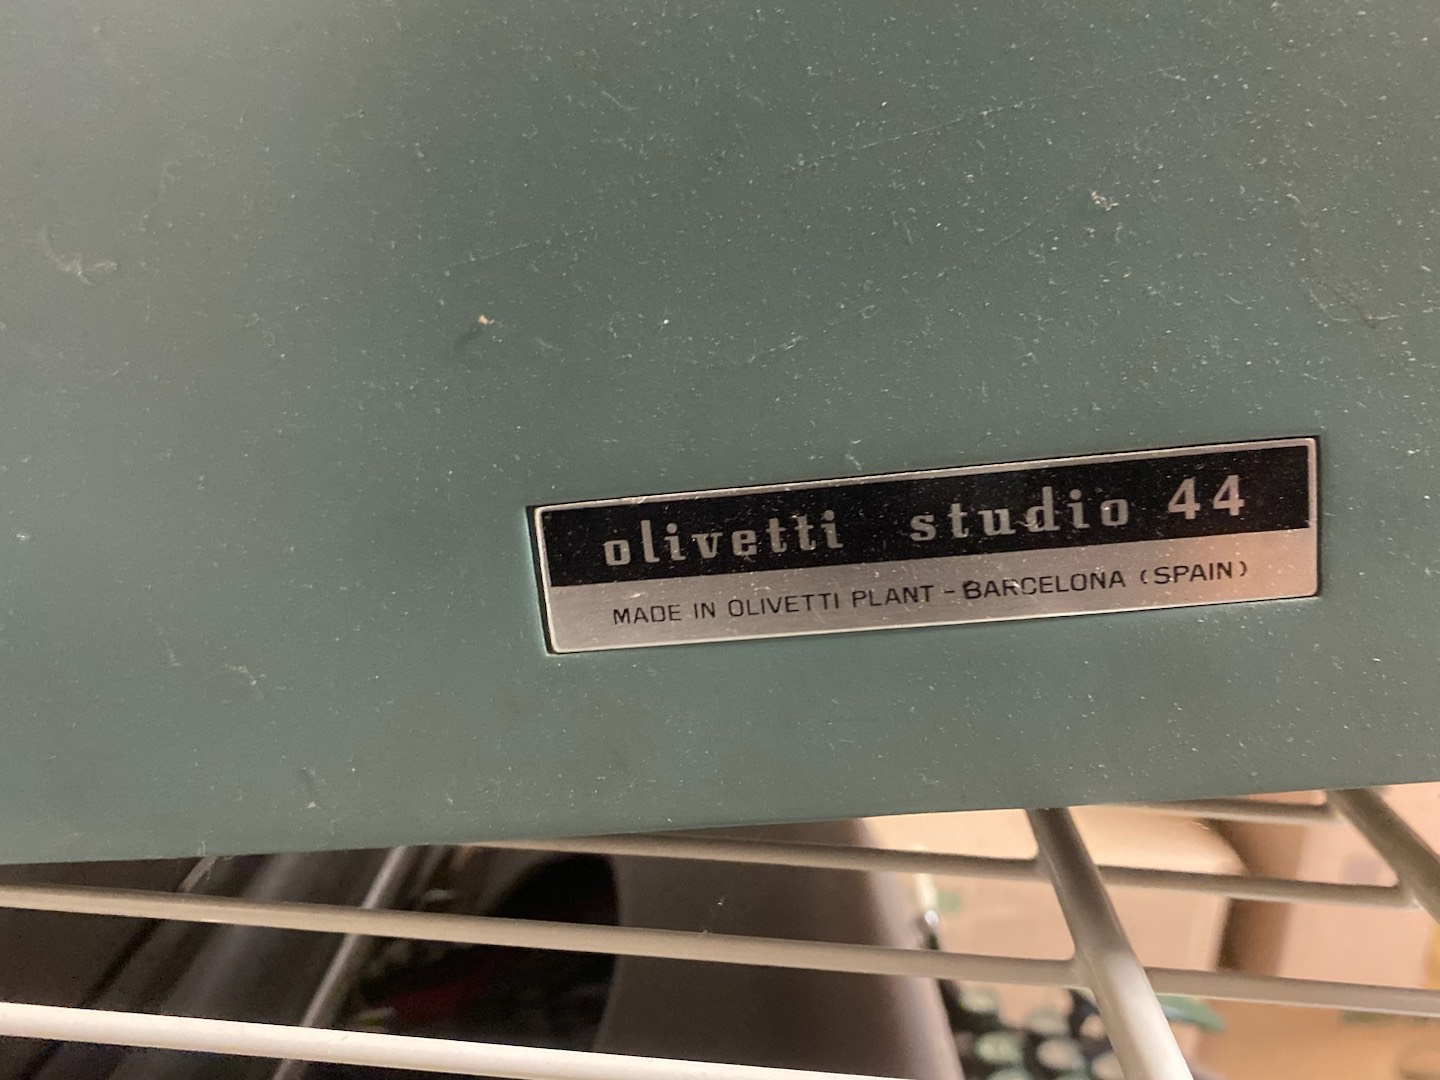 olivetti studio 44
MADE IN OLIVETTI PLANT - BARCELONA (SPAIN)